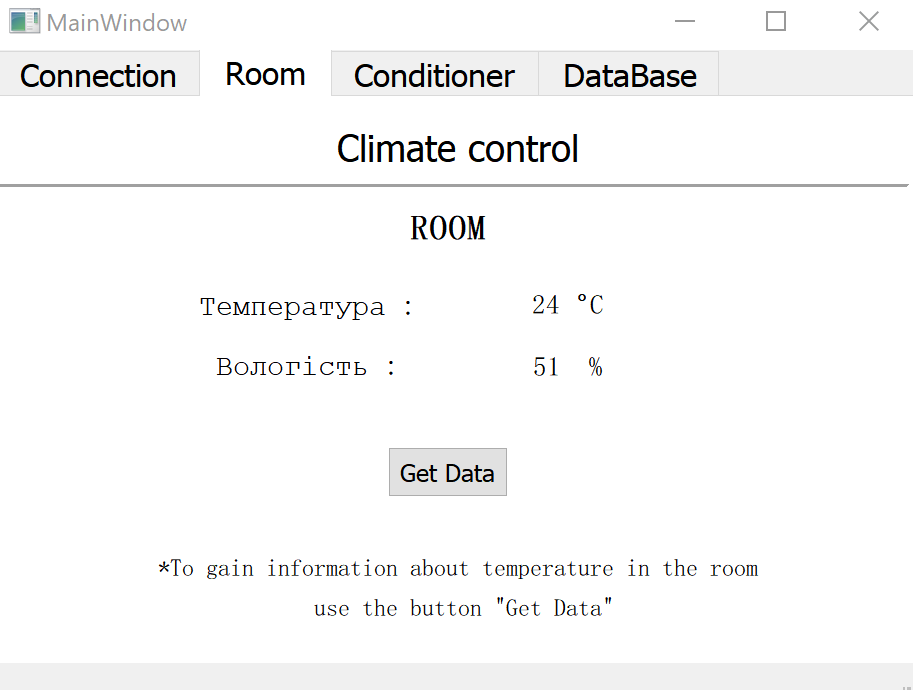 MainWindow
Connection Room Conditioner DataBase
Climate control
ROOM
Температура : 24 °C
Вологість : 51 %
Get Data
*To gain information about temperature in the room
use the button "Get Data"